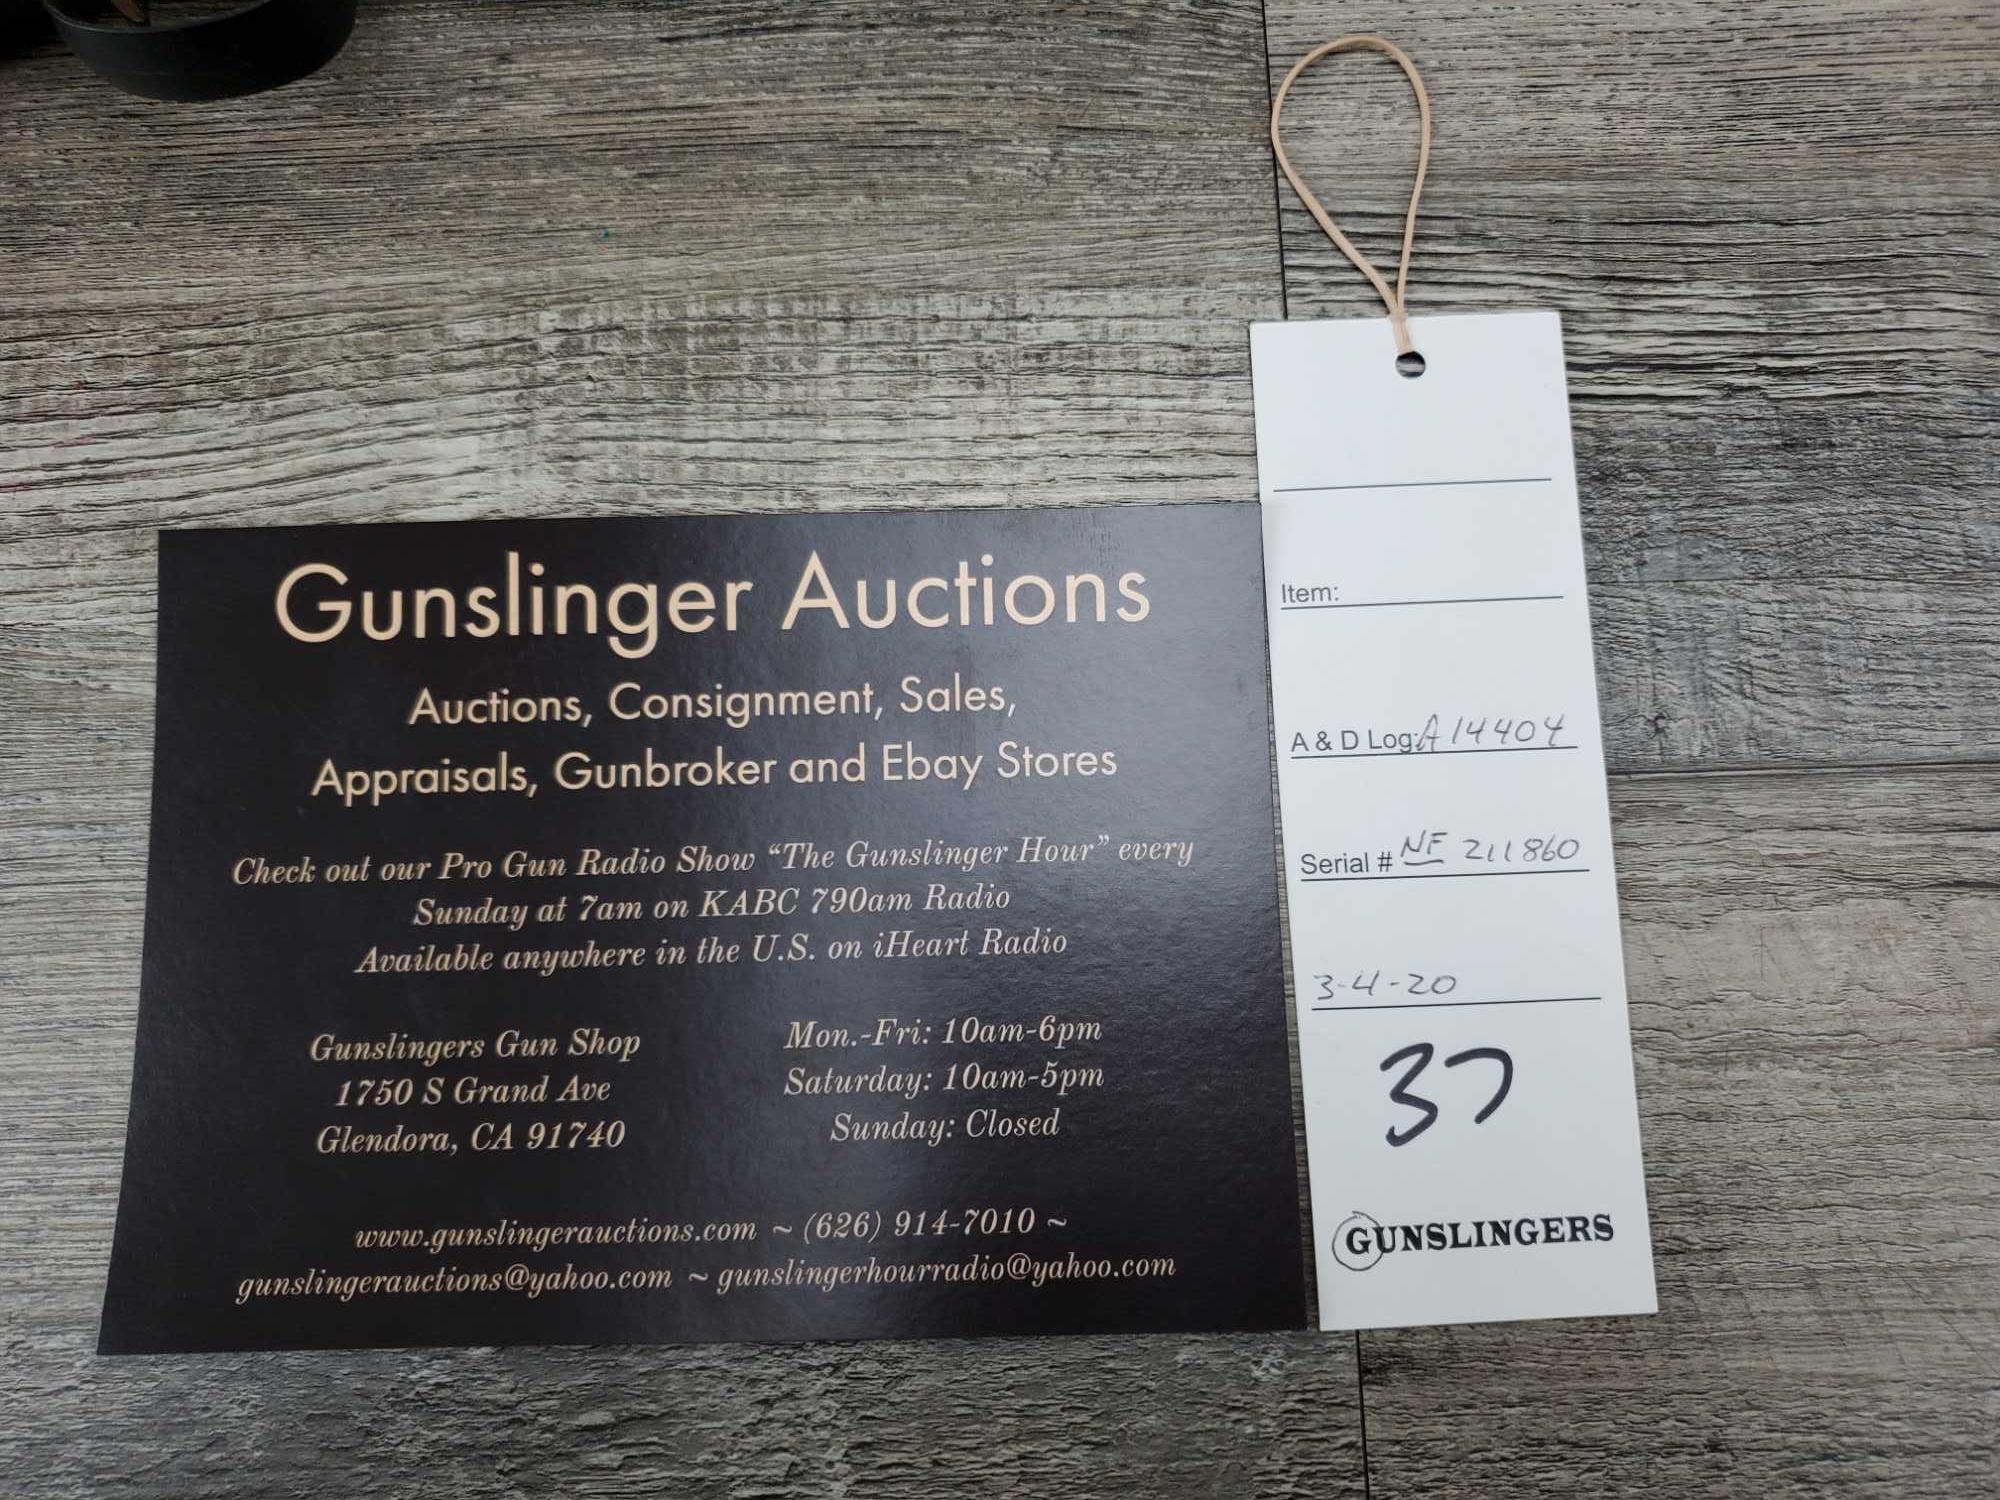 Gunslinger Auctions
Auctions, Consignment, Sales,
Appraisals, Gunbroker and Ebay Stores
Check out our Pro Gun Radio Show “The Gunslinger Hour” every
Sunday at 7am on KABC 790am Radio
Available anywhere in the U.S. on iHeart Radio
Gunslingers Gun Shop
1750 S Grand Ave
Glendora, CA 91740
Mon.-Fri: 10am-6pm
Saturday: 10am-5pm
Sunday: Closed
www.gunslingerauctions.com ~ (626) 914-7010 ~
gunslingerauctions@yahoo.com ~ gunslingerhourradio@yahoo.com
Item:
A & D Log: A14404
Serial # NF 211860
3-4-20
37
GUNSLINGERS